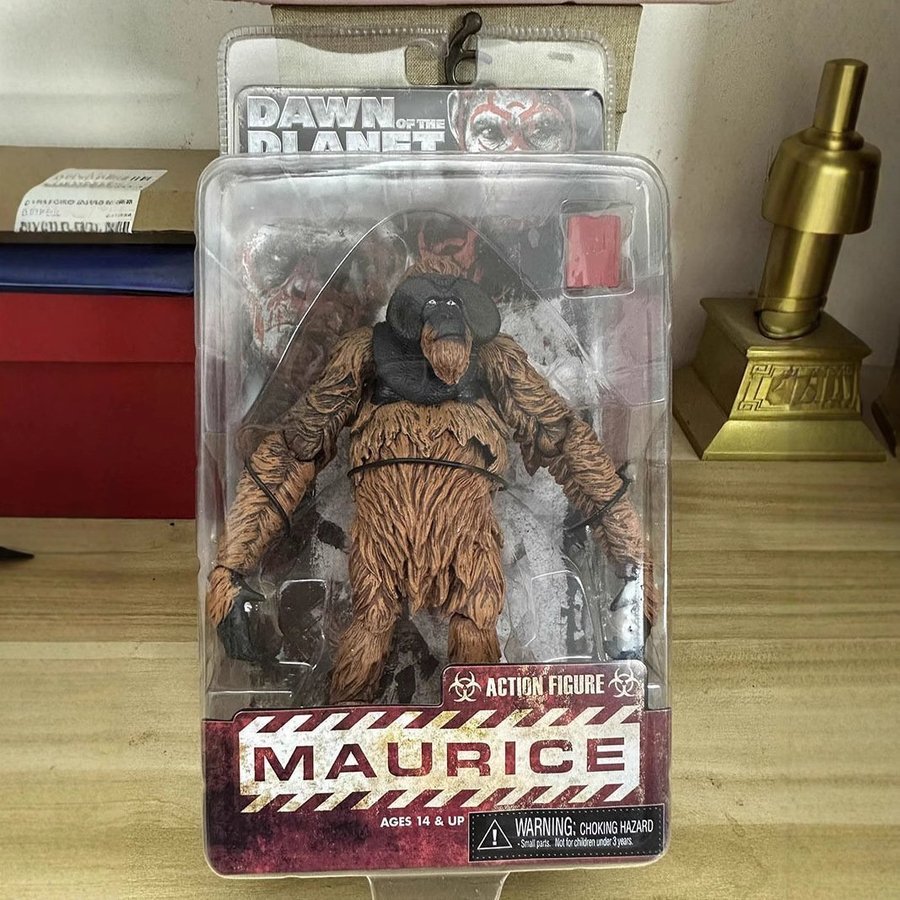 DAWN
OF THE
PLANET
ACTION FIGURE
MAURICE
AGES 14 & UP
WARNING: CHOKING HAZARD
- Small parts. Not for children under 3 years.